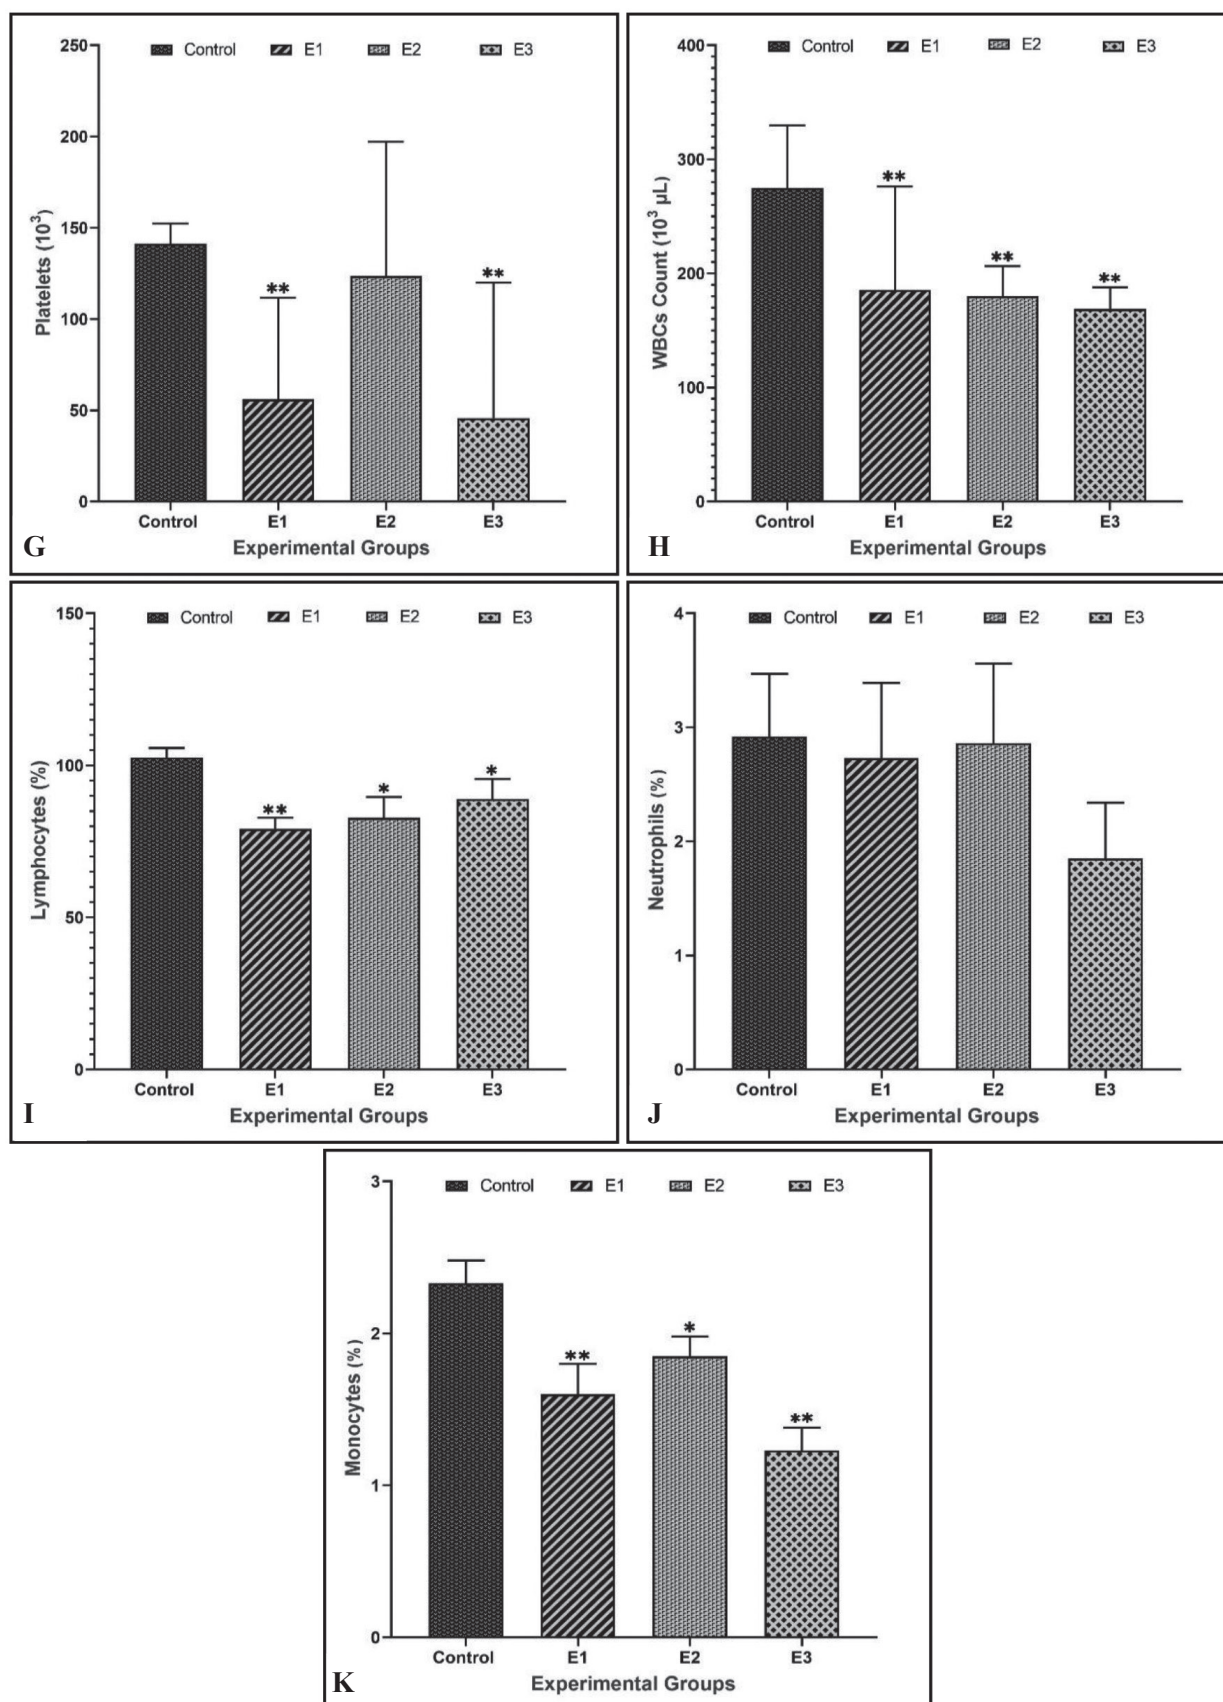 250
Control E1 E2 E3
200
150
100
50
0
Platelets (10³)
**
**
Control E1 E2 E3
Experimental Groups
G
400
Control E1 E2 E3
300
200
100
0
WBCs Count (10³ µL)
**
**
**
Control E1 E2 E3
Experimental Groups
H
150
Control E1 E2 E3
100
50
0
Lymphocytes (%)
**
*
*
Control E1 E2 E3
Experimental Groups
I
4
Control E1 E2 E3
3
2
1
0
Neutrophils (%)
Control E1 E2 E3
Experimental Groups
J
3
Control E1 E2 E3
2
1
0
Monocytes (%)
**
*
**
Control E1 E2 E3
Experimental Groups
K